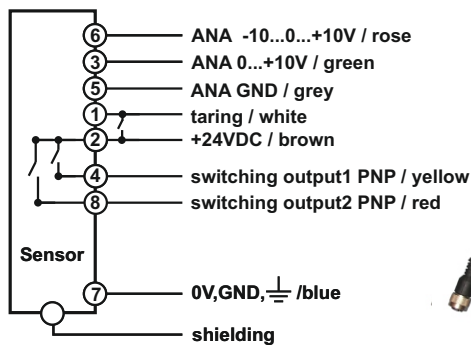 6 ANA -10...0...+10V / rose
3 ANA 0...+10V / green
5 ANA GND / grey
1 taring / white
2 +24VDC / brown
4 switching output1 PNP / yellow
8 switching output2 PNP / red
Sensor
7 0V,GND, /blue
shielding